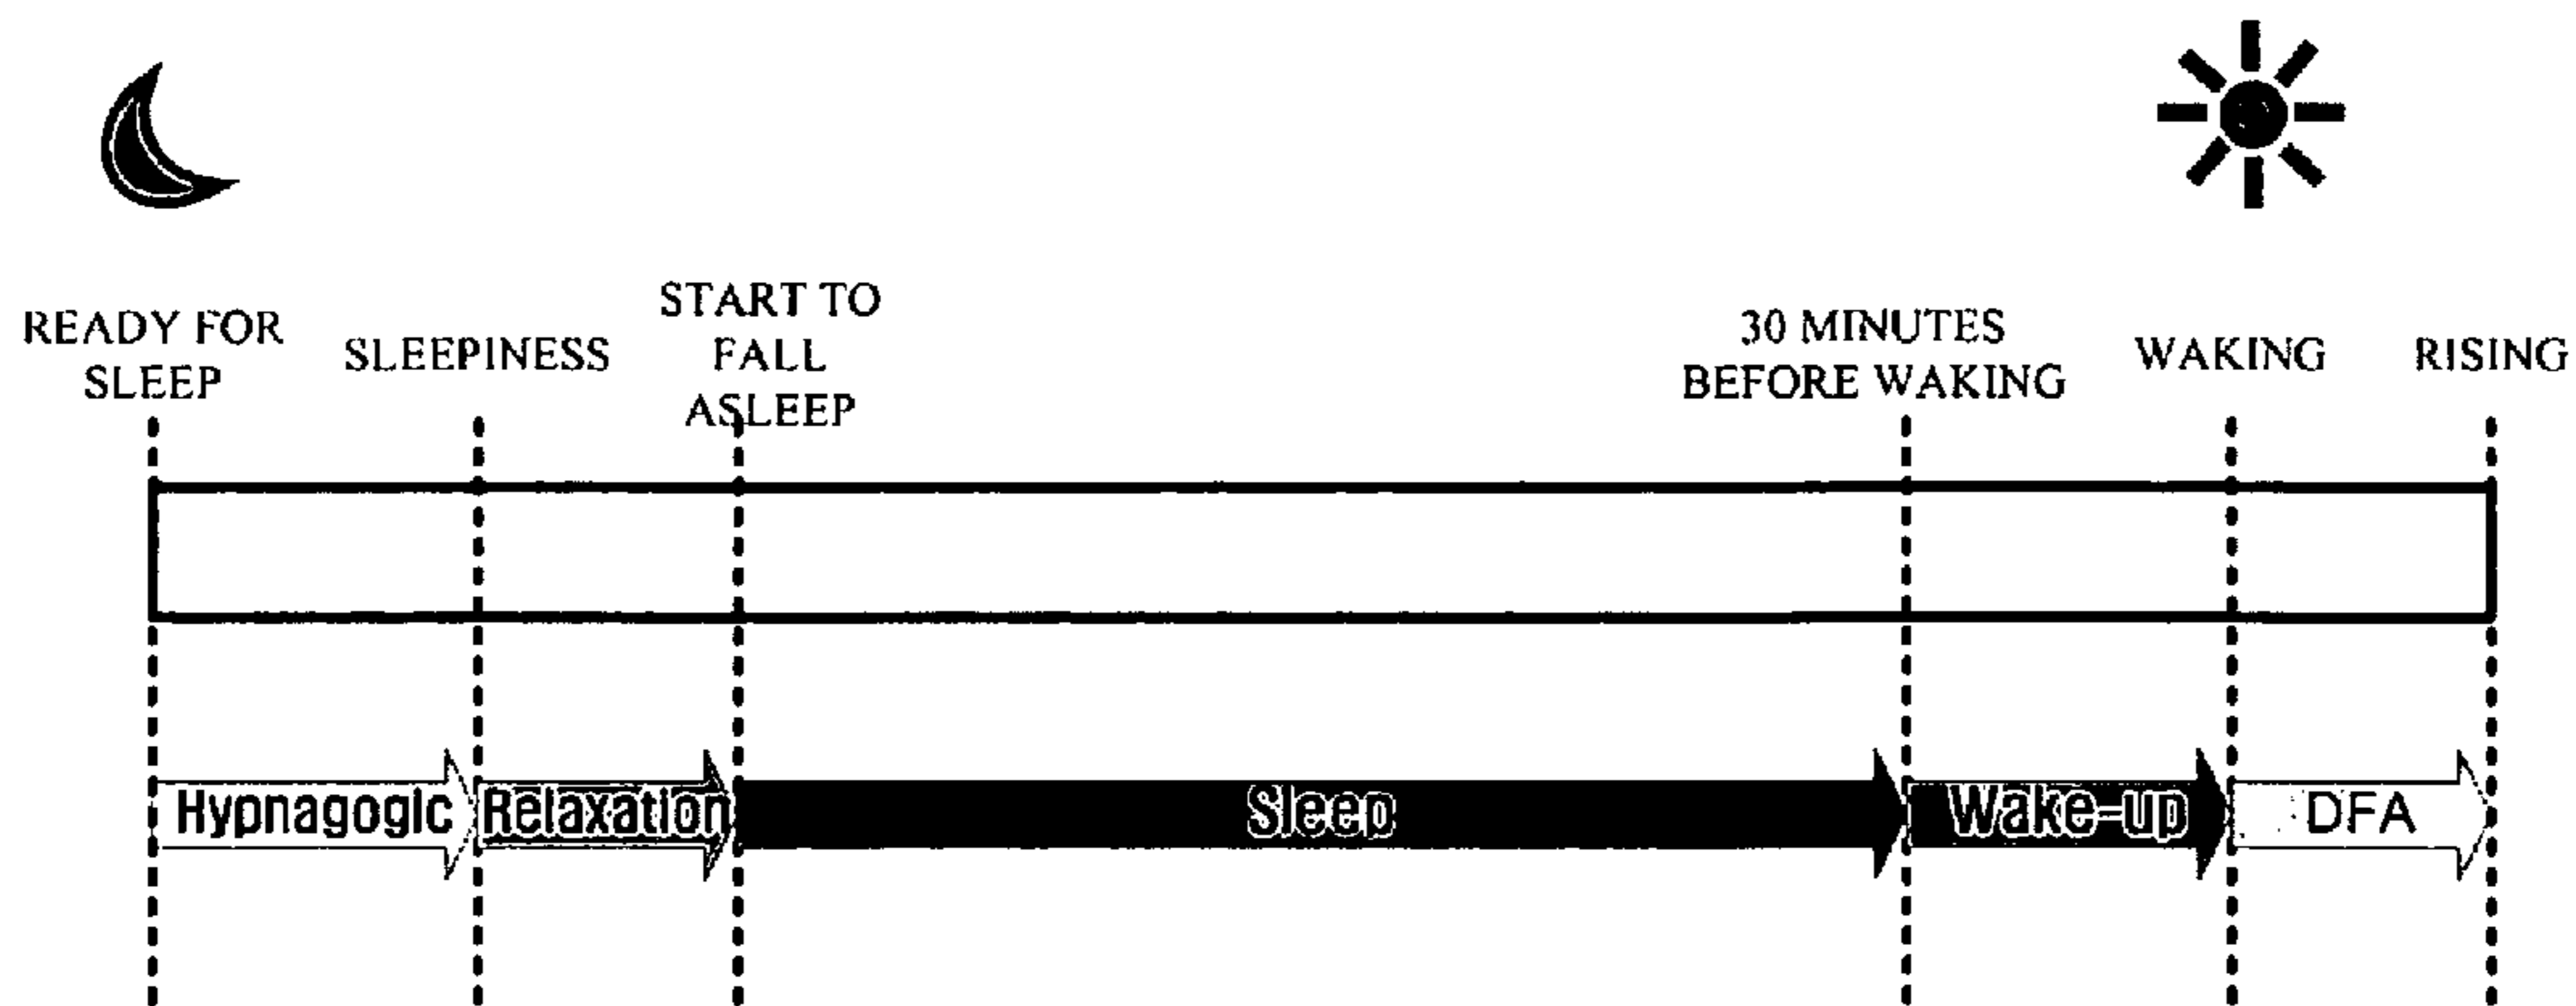 READY FOR
SLEEP
SLEEPINESS
START TO
FALL
ASLEEP
30 MINUTES
BEFORE WAKING
WAKING
RISING
Hypnagogic
Relaxation
Sleep
Wake-up
DFA